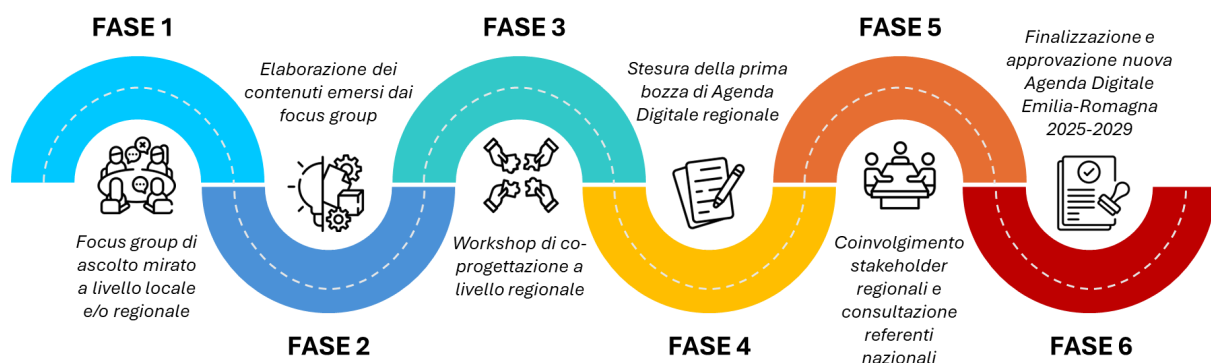 FASE 1
Focus group di
ascolto mirato
a livello locale
e/o regionale
Elaborazione dei
contenuti emersi dai
focus group
FASE 2
FASE 3
Workshop di co-
progettazione a
livello regionale
Stesura della prima
bozza di Agenda
Digitale regionale
FASE 4
FASE 5
Coinvolgimento
stakeholder
regionali e
consultazione
referenti
nazionali
Finalizzazione e
approvazione nuova
Agenda Digitale
Emilia-Romagna
2025-2029
FASE 6